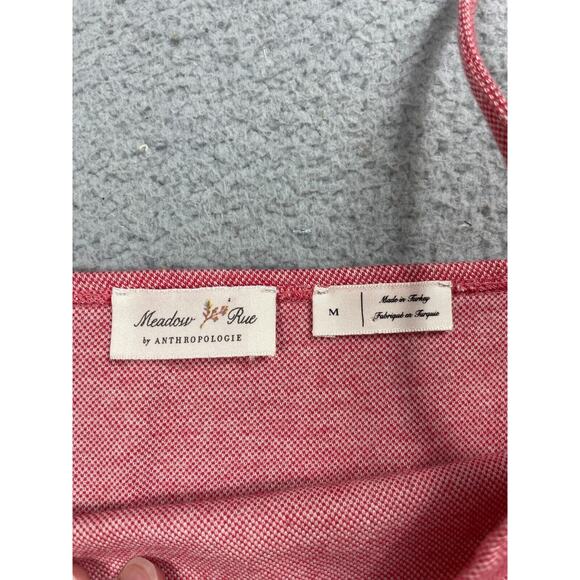 Meadow Rue
by ANTHROPOLOGIE
M
Made in Turkey
Fabriqué en Turquie